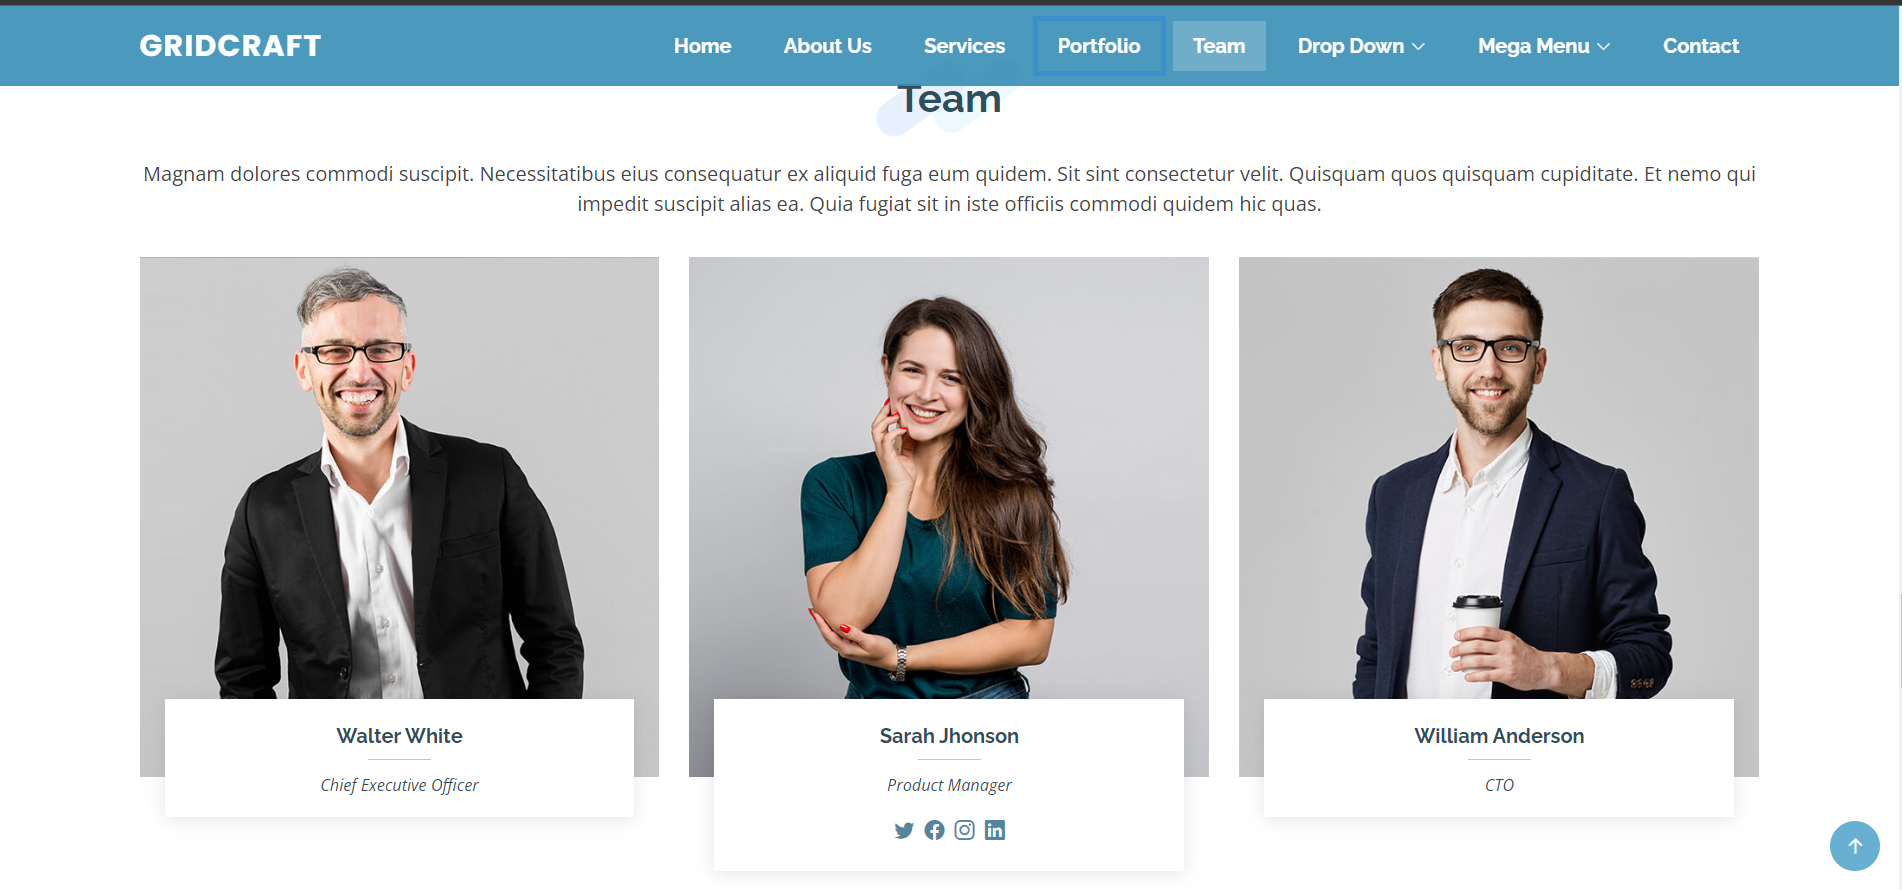 GRIDCRAFT
Home About Us Services Portfolio Team Drop Down Mega Menu Contact
Team
Magnam dolores commodi suscipit. Necessitatibus eius consequatur ex aliquid fuga eum quidem. Sit sint consectetur velit. Quisquam quos quisquam cupiditate. Et nemo qui
impedit suscipit alias ea. Quia fugiat sit in iste officiis commodi quidem hic quas.
Walter White
Chief Executive Officer
Sarah Jhonson
Product Manager
William Anderson
CTO